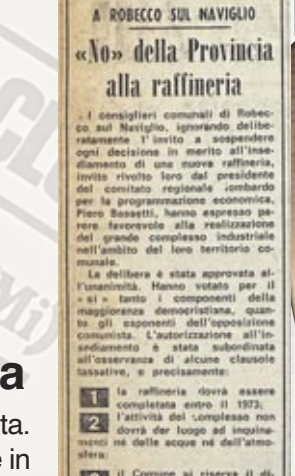 A ROBECCO SUL NAVIGLIO
«No» della Provincia
alla raffineria
I consiglieri comunali di Robec-
co sul Naviglio, ignorando delibe-
ratamente l'invito a sospendere
ogni decisione in merito all'inse-
diamento di una nuova raffineria,
invito rivolto loro dal presidente
del comitato regionale lombardo
per la programmazione economica,
Piero Bassetti, hanno espresso pa-
rere favorevole alla realizzazione
del grande complesso industriale
nell'ambito del loro territorio co-
munale.
La delibera è stata approvata al-
l'unanimità. Hanno votato per il
«si» tanto i componenti della
maggioranza democristiana, quan-
to gli esponenti dell'opposizione
comunista. L'autorizzazione all'in-
sediamento è stata subordinata
all'osservanza di alcune clausole
tassative, e precisamente:
1 la raffineria dovrà essere
completata entro il 1973;
2 l'attività del complesso non
dovrà dar luogo ad inquina-
menti né delle acque né dell'atmo-
sfera;
il Comune si riserva il di-
a
ta.
e in
Mi)